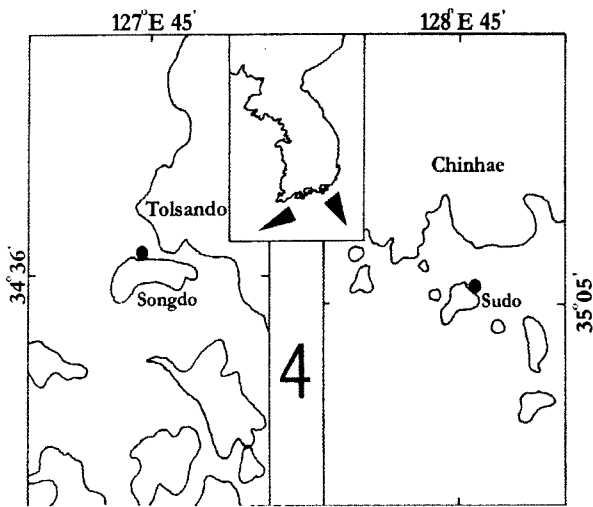 127°E 45'
128°E 45'
Chinhae
Tolsando
34°36'
Songdo
Sudo
35°05'
4